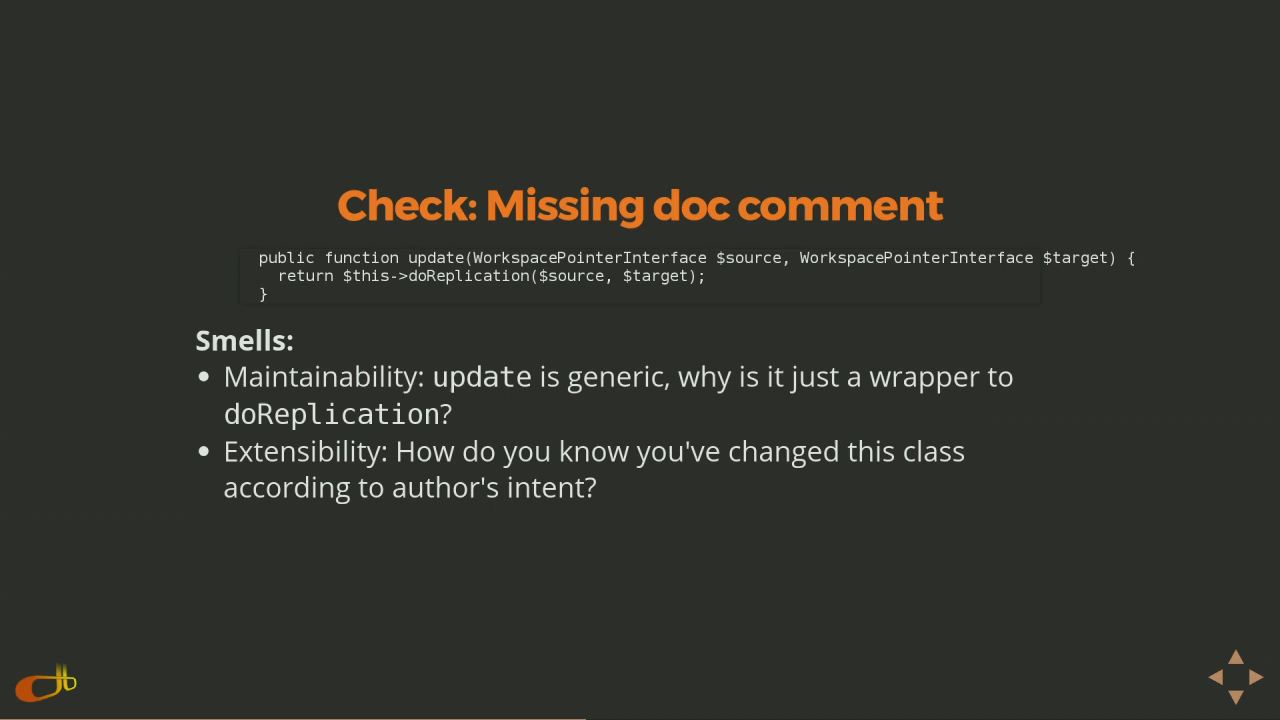 Check: Missing doc comment
public function update(WorkspacePointerInterface $source, WorkspacePointerInterface $target) {
  return $this->doReplication($source, $target);
}
Smells:
• Maintainability: update is generic, why is it just a wrapper to
doReplication?
• Extensibility: How do you know you've changed this class
according to author's intent?